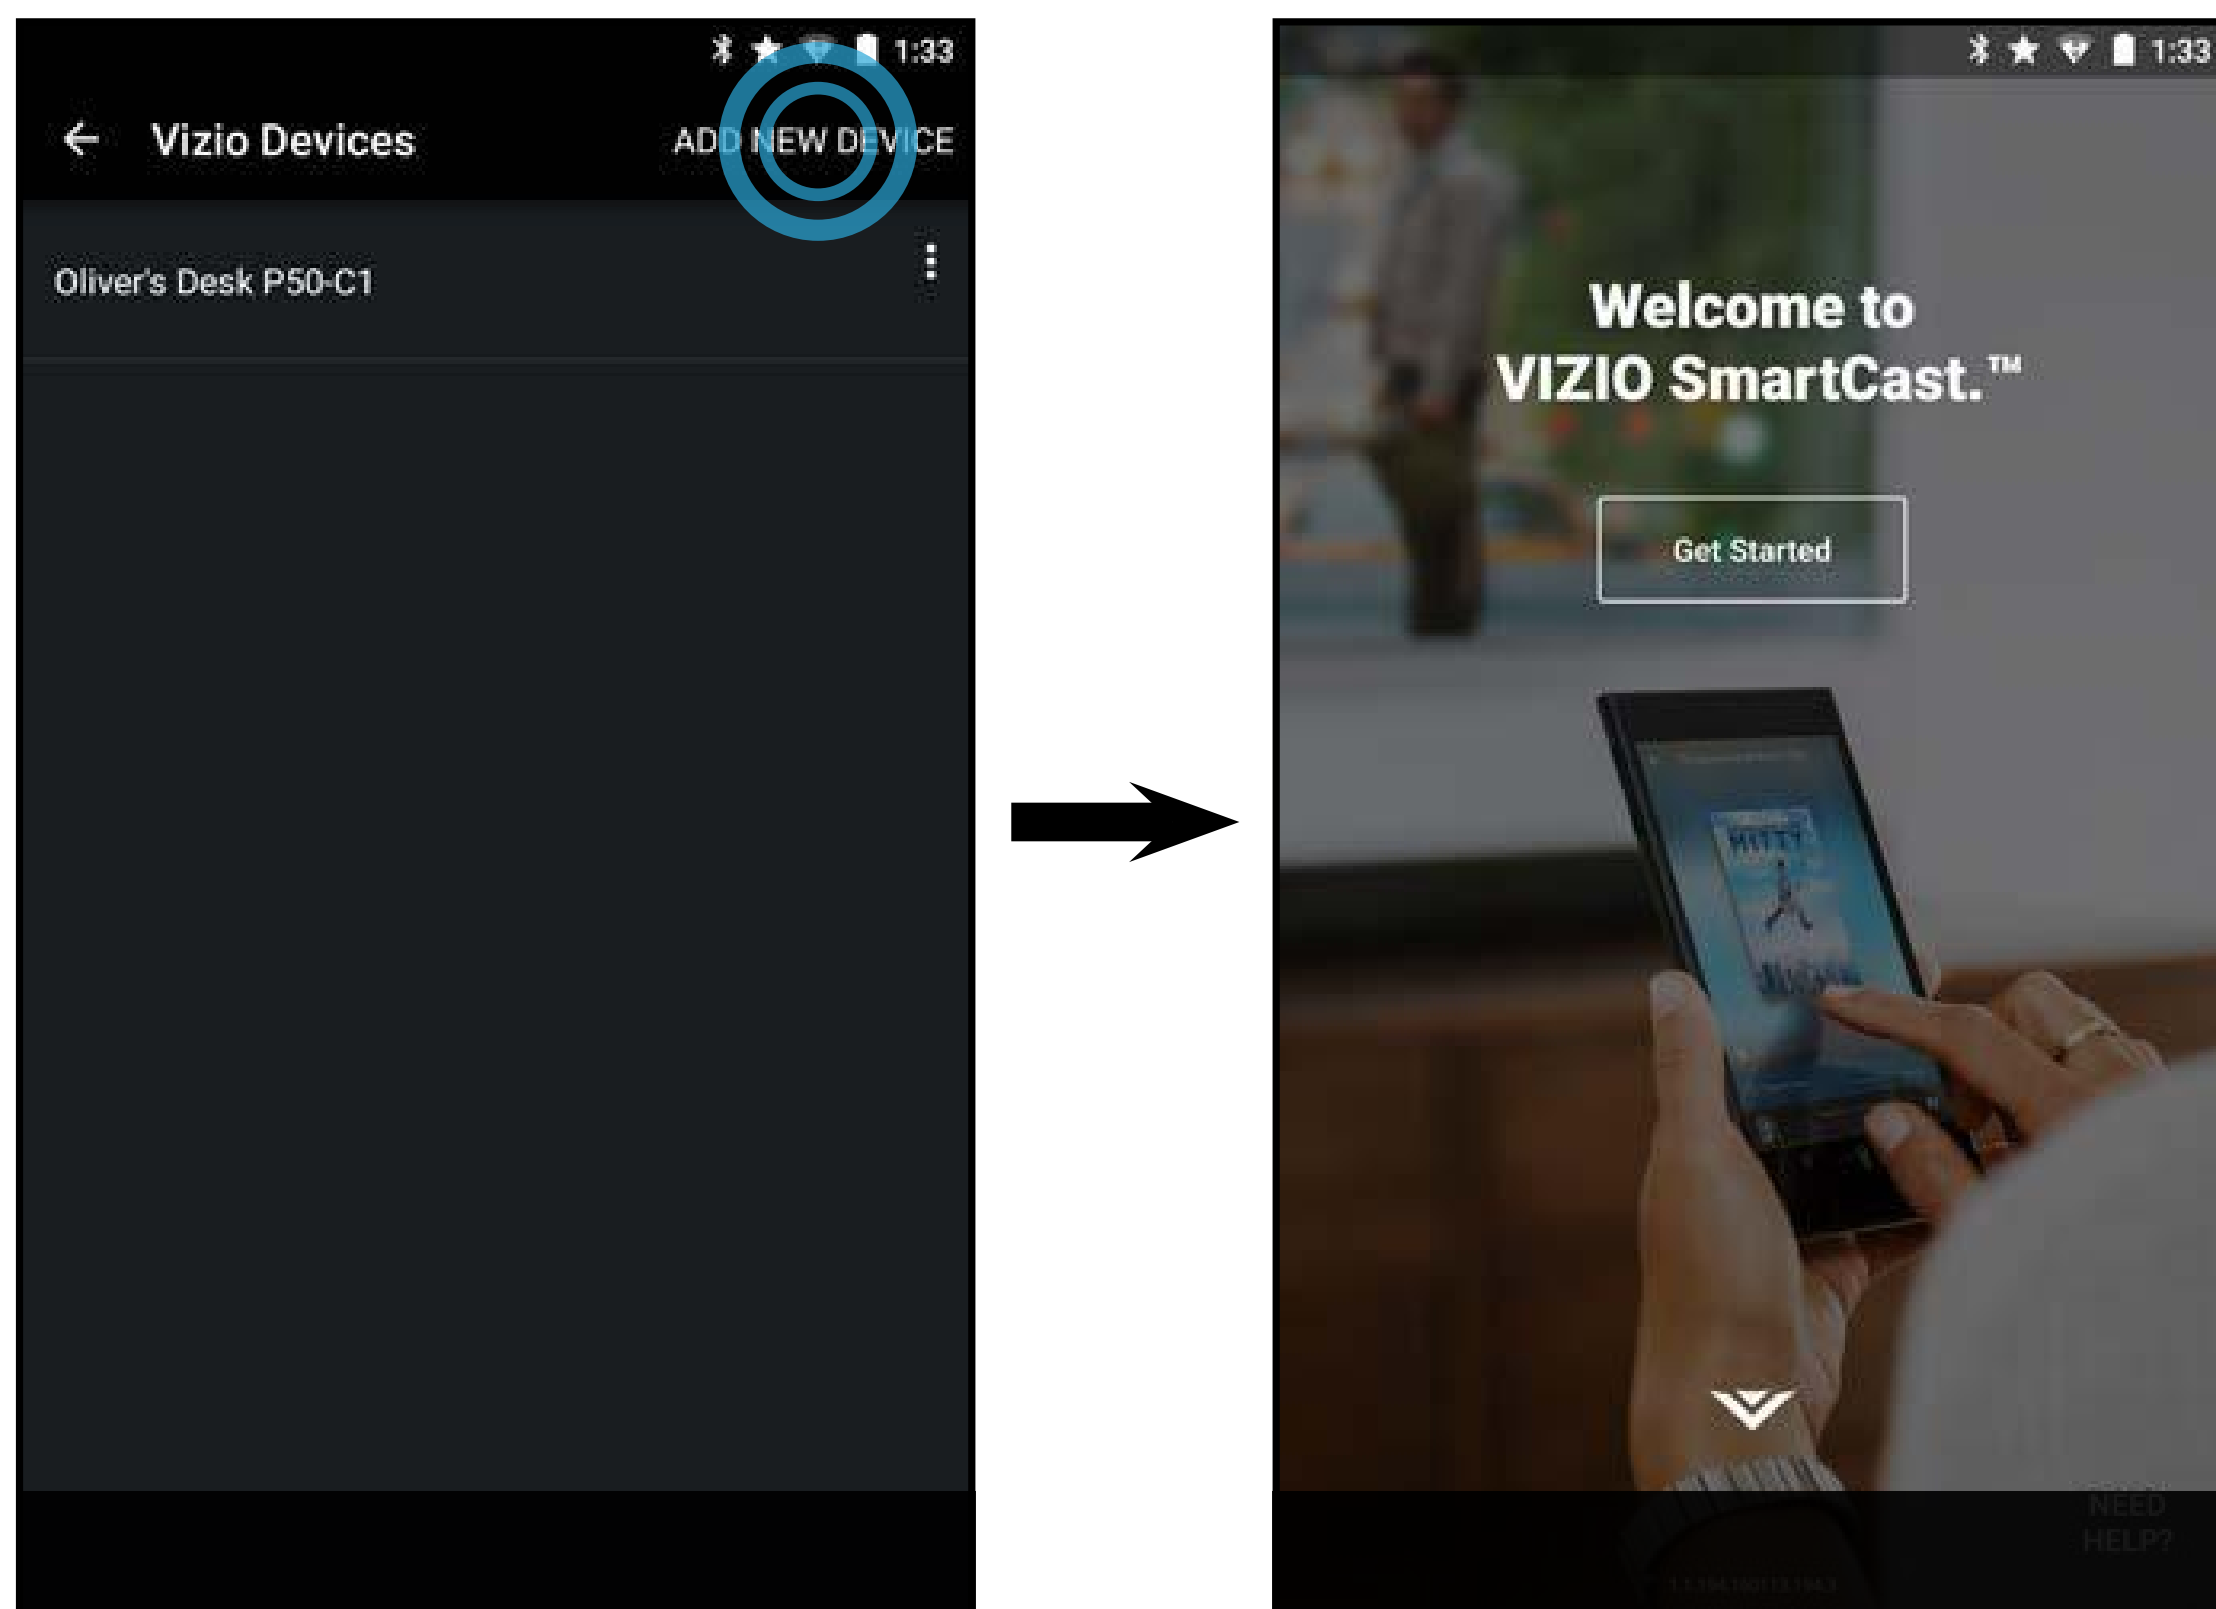 1:33
Vizio Devices
ADD NEW DEVICE
Oliver's Desk P50-C1
1:33
Welcome to
VIZIO SmartCast.™
Get Started
MITTY
NEED
HELP?